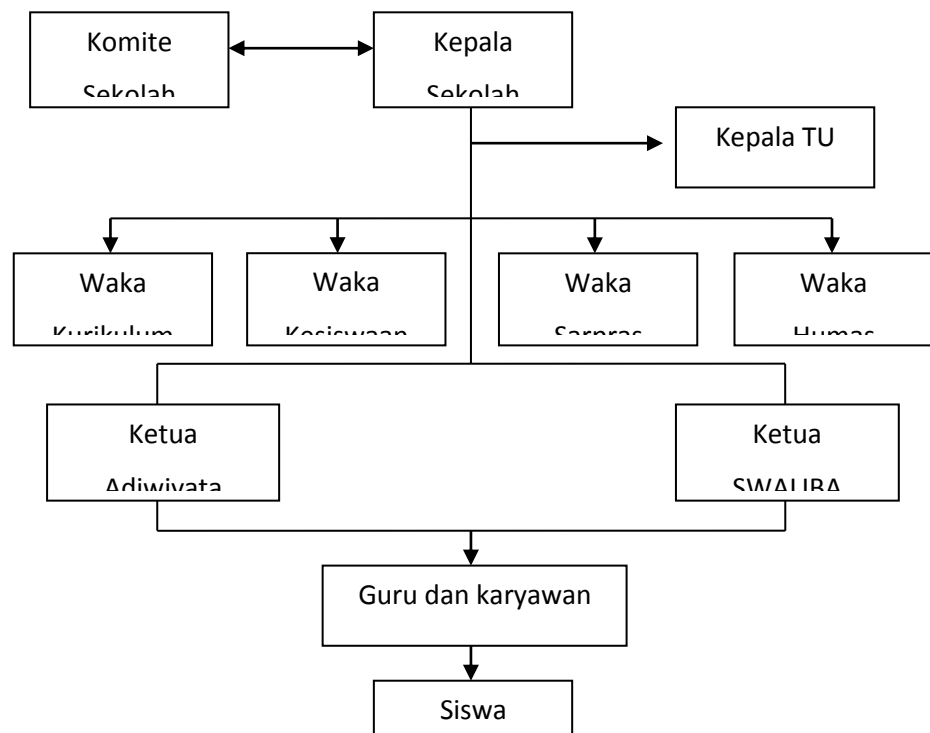 Komite
Sekolah
Kepala
Sekolah
Kepala TU
Waka
Kurikulum
Waka
Kesiswaan
Waka
Sarpras
Waka
Humas
Ketua
Adiwiyata
Ketua
SWALIBA
Guru dan karyawan
Siswa